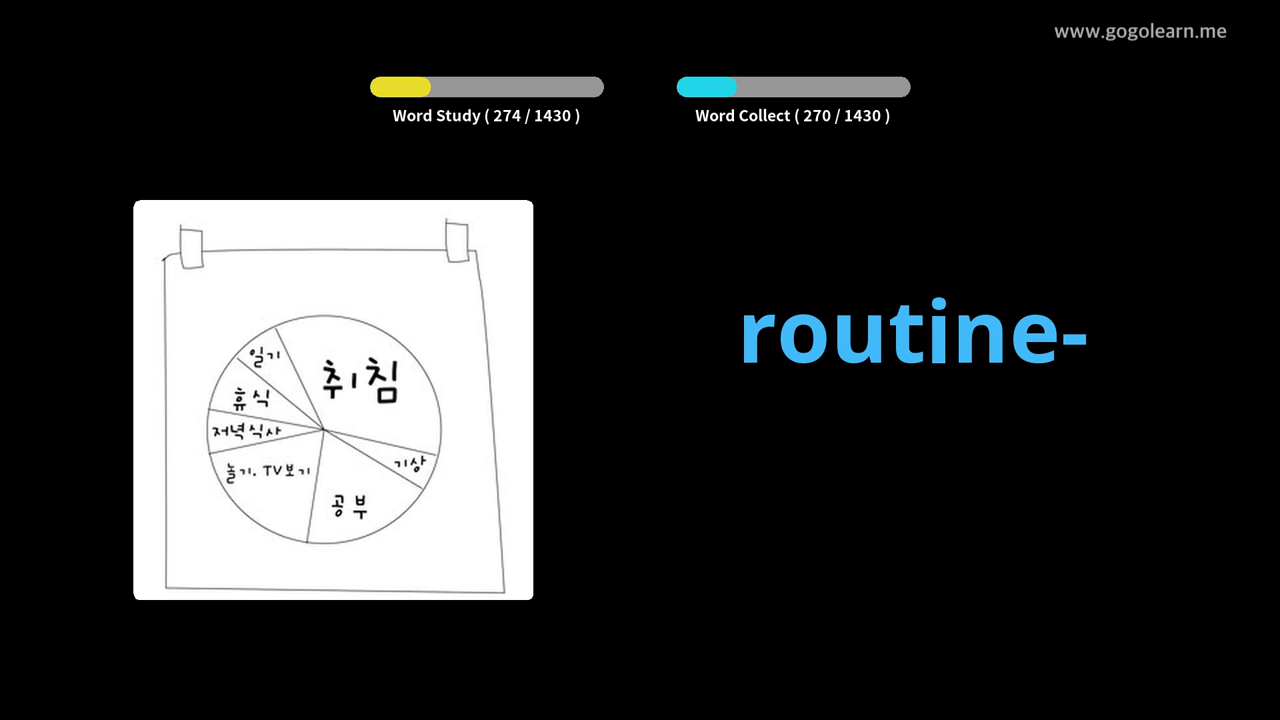 www.gogolearn.me
Word Study ( 274 / 1430 )
Word Collect ( 270 / 1430 )
routine-
일기
취침
휴식
저녁식사
기상
놀기. TV보기
공부